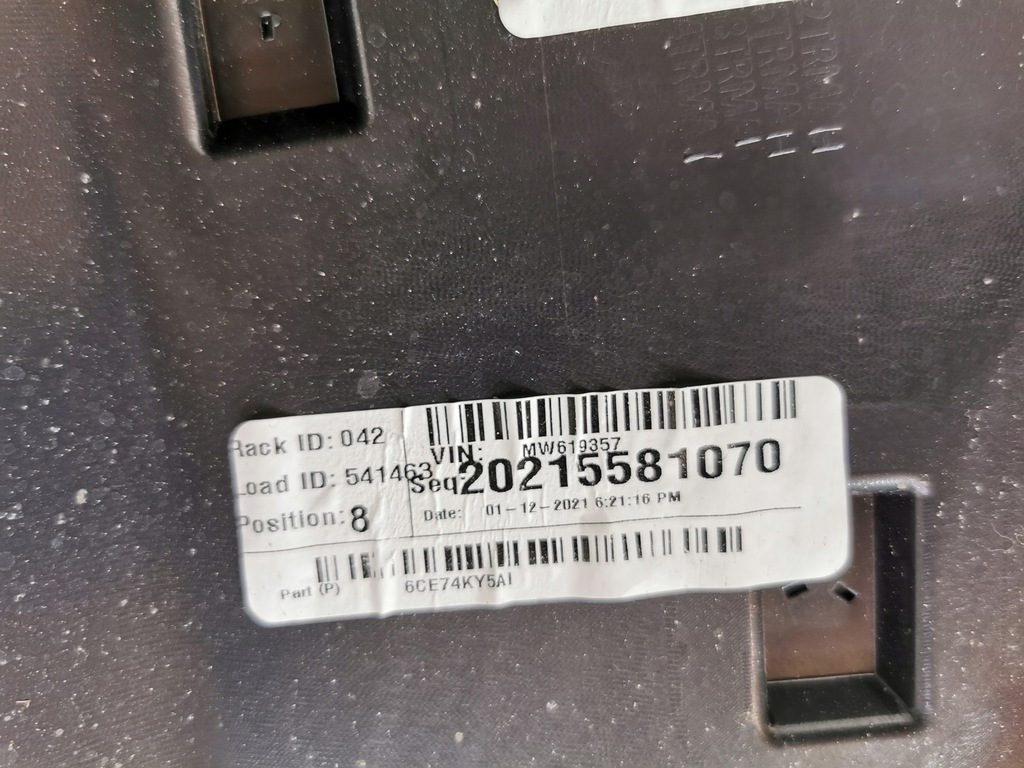 Rack ID: 042
Load ID: 541463
Position: 8
VIN: MW619357
Seq: 20215581070
Date: 01-12-2021 6:21:16 PM
Part (P)
6CE74KY5AI